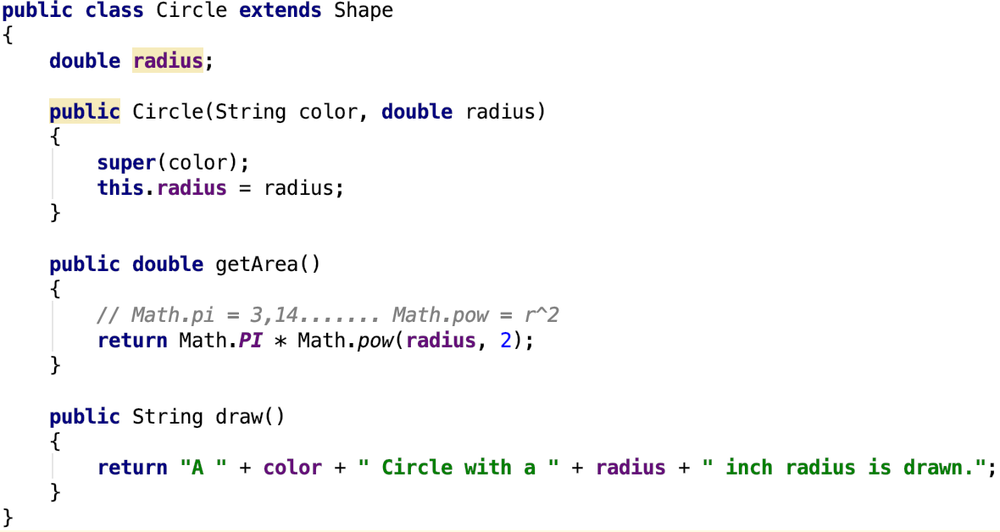 public class Circle extends Shape
{
    double radius;

    public Circle(String color, double radius)
    {
        super(color);
        this.radius = radius;
    }

    public double getArea()
    {
        // Math.pi = 3,14....... Math.pow = r^2
        return Math.PI * Math.pow(radius, 2);
    }

    public String draw()
    {
        return "A " + color + " Circle with a " + radius + " inch radius is drawn.";
    }
}